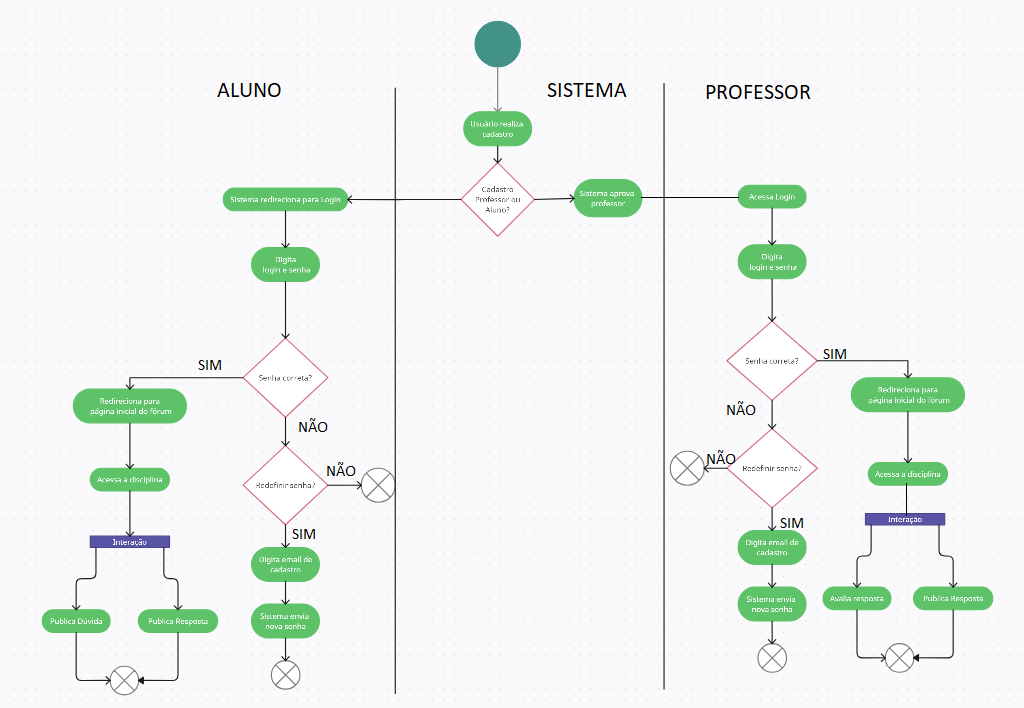 ALUNO
SISTEMA
PROFESSOR
Usuário realiza
cadastro
Cadastro
Professor ou
Aluno?
Sistema aprova
professor
Sistema redireciona para Login
Digita
login e senha
Senha correta?
SIM
NÃO
Redireciona para
página inicial do fórum
Acessa a disciplina
Interação
Publica Dúvida
Publica Resposta
Redefinir senha?
NÃO
SIM
Digita email de
cadastro
Sistema envia
nova senha
Acessa Login
Digita
login e senha
Senha correta?
SIM
NÃO
Redireciona para
página inicial do fórum
Acessa a disciplina
Interação
Avalia resposta
Publica Resposta
Redefinir senha?
NÃO
SIM
Digita email de
cadastro
Sistema envia
nova senha